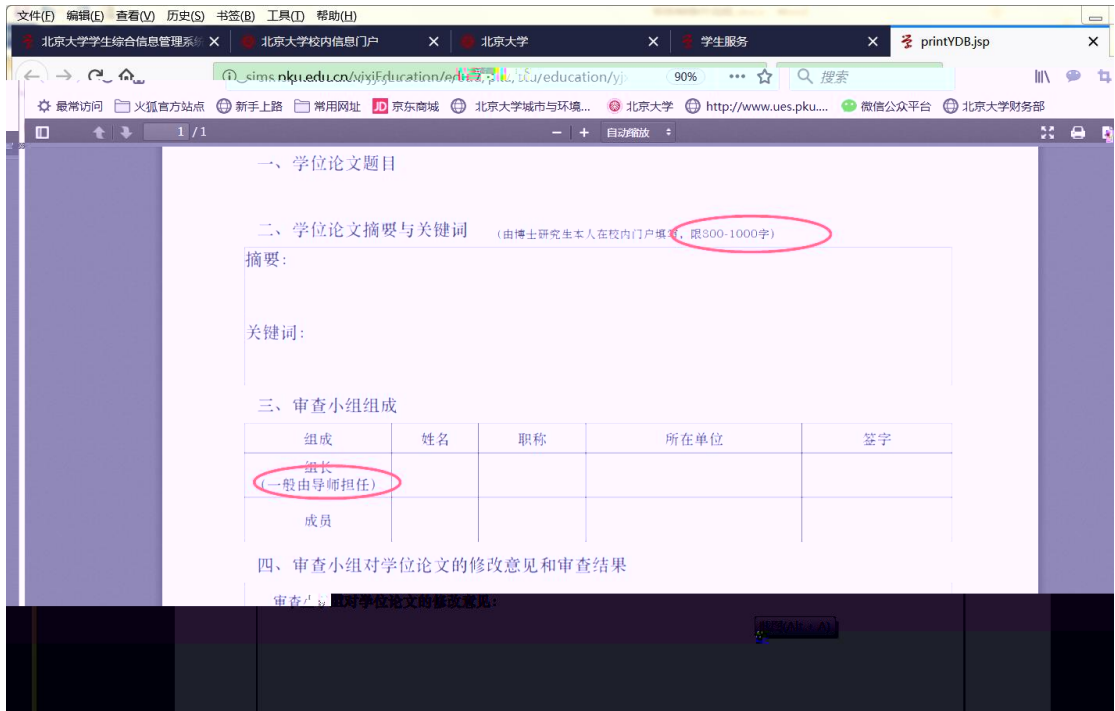 文件(F) 编辑(E) 查看(V) 历史(S) 书签(B) 工具(T) 帮助(H)
北京大学学生综合信息管理系统 北京大学校内信息门户 北京大学 学生服务 printYDB.jsp
90% 搜索
最常访问 火狐官方站点 新手上路 常用网址 JD 京东商城 北京大学城市与环境... 北京大学 http://www.ues.pku.... 微信公众平台 北京大学财务部
1 / 1 自动缩放
一、学位论文题目
二、学位论文摘要与关键词 (由博士研究生本人在校内门户填写，限800-1000字)
摘要:
关键词:
三、审查小组组成
组成 姓名 职称 所在单位 签字
组长
(一般由导师担任)
成员
四、审查小组对学位论文的修改意见和审查结果
审查小组对学位论文的修改意见: